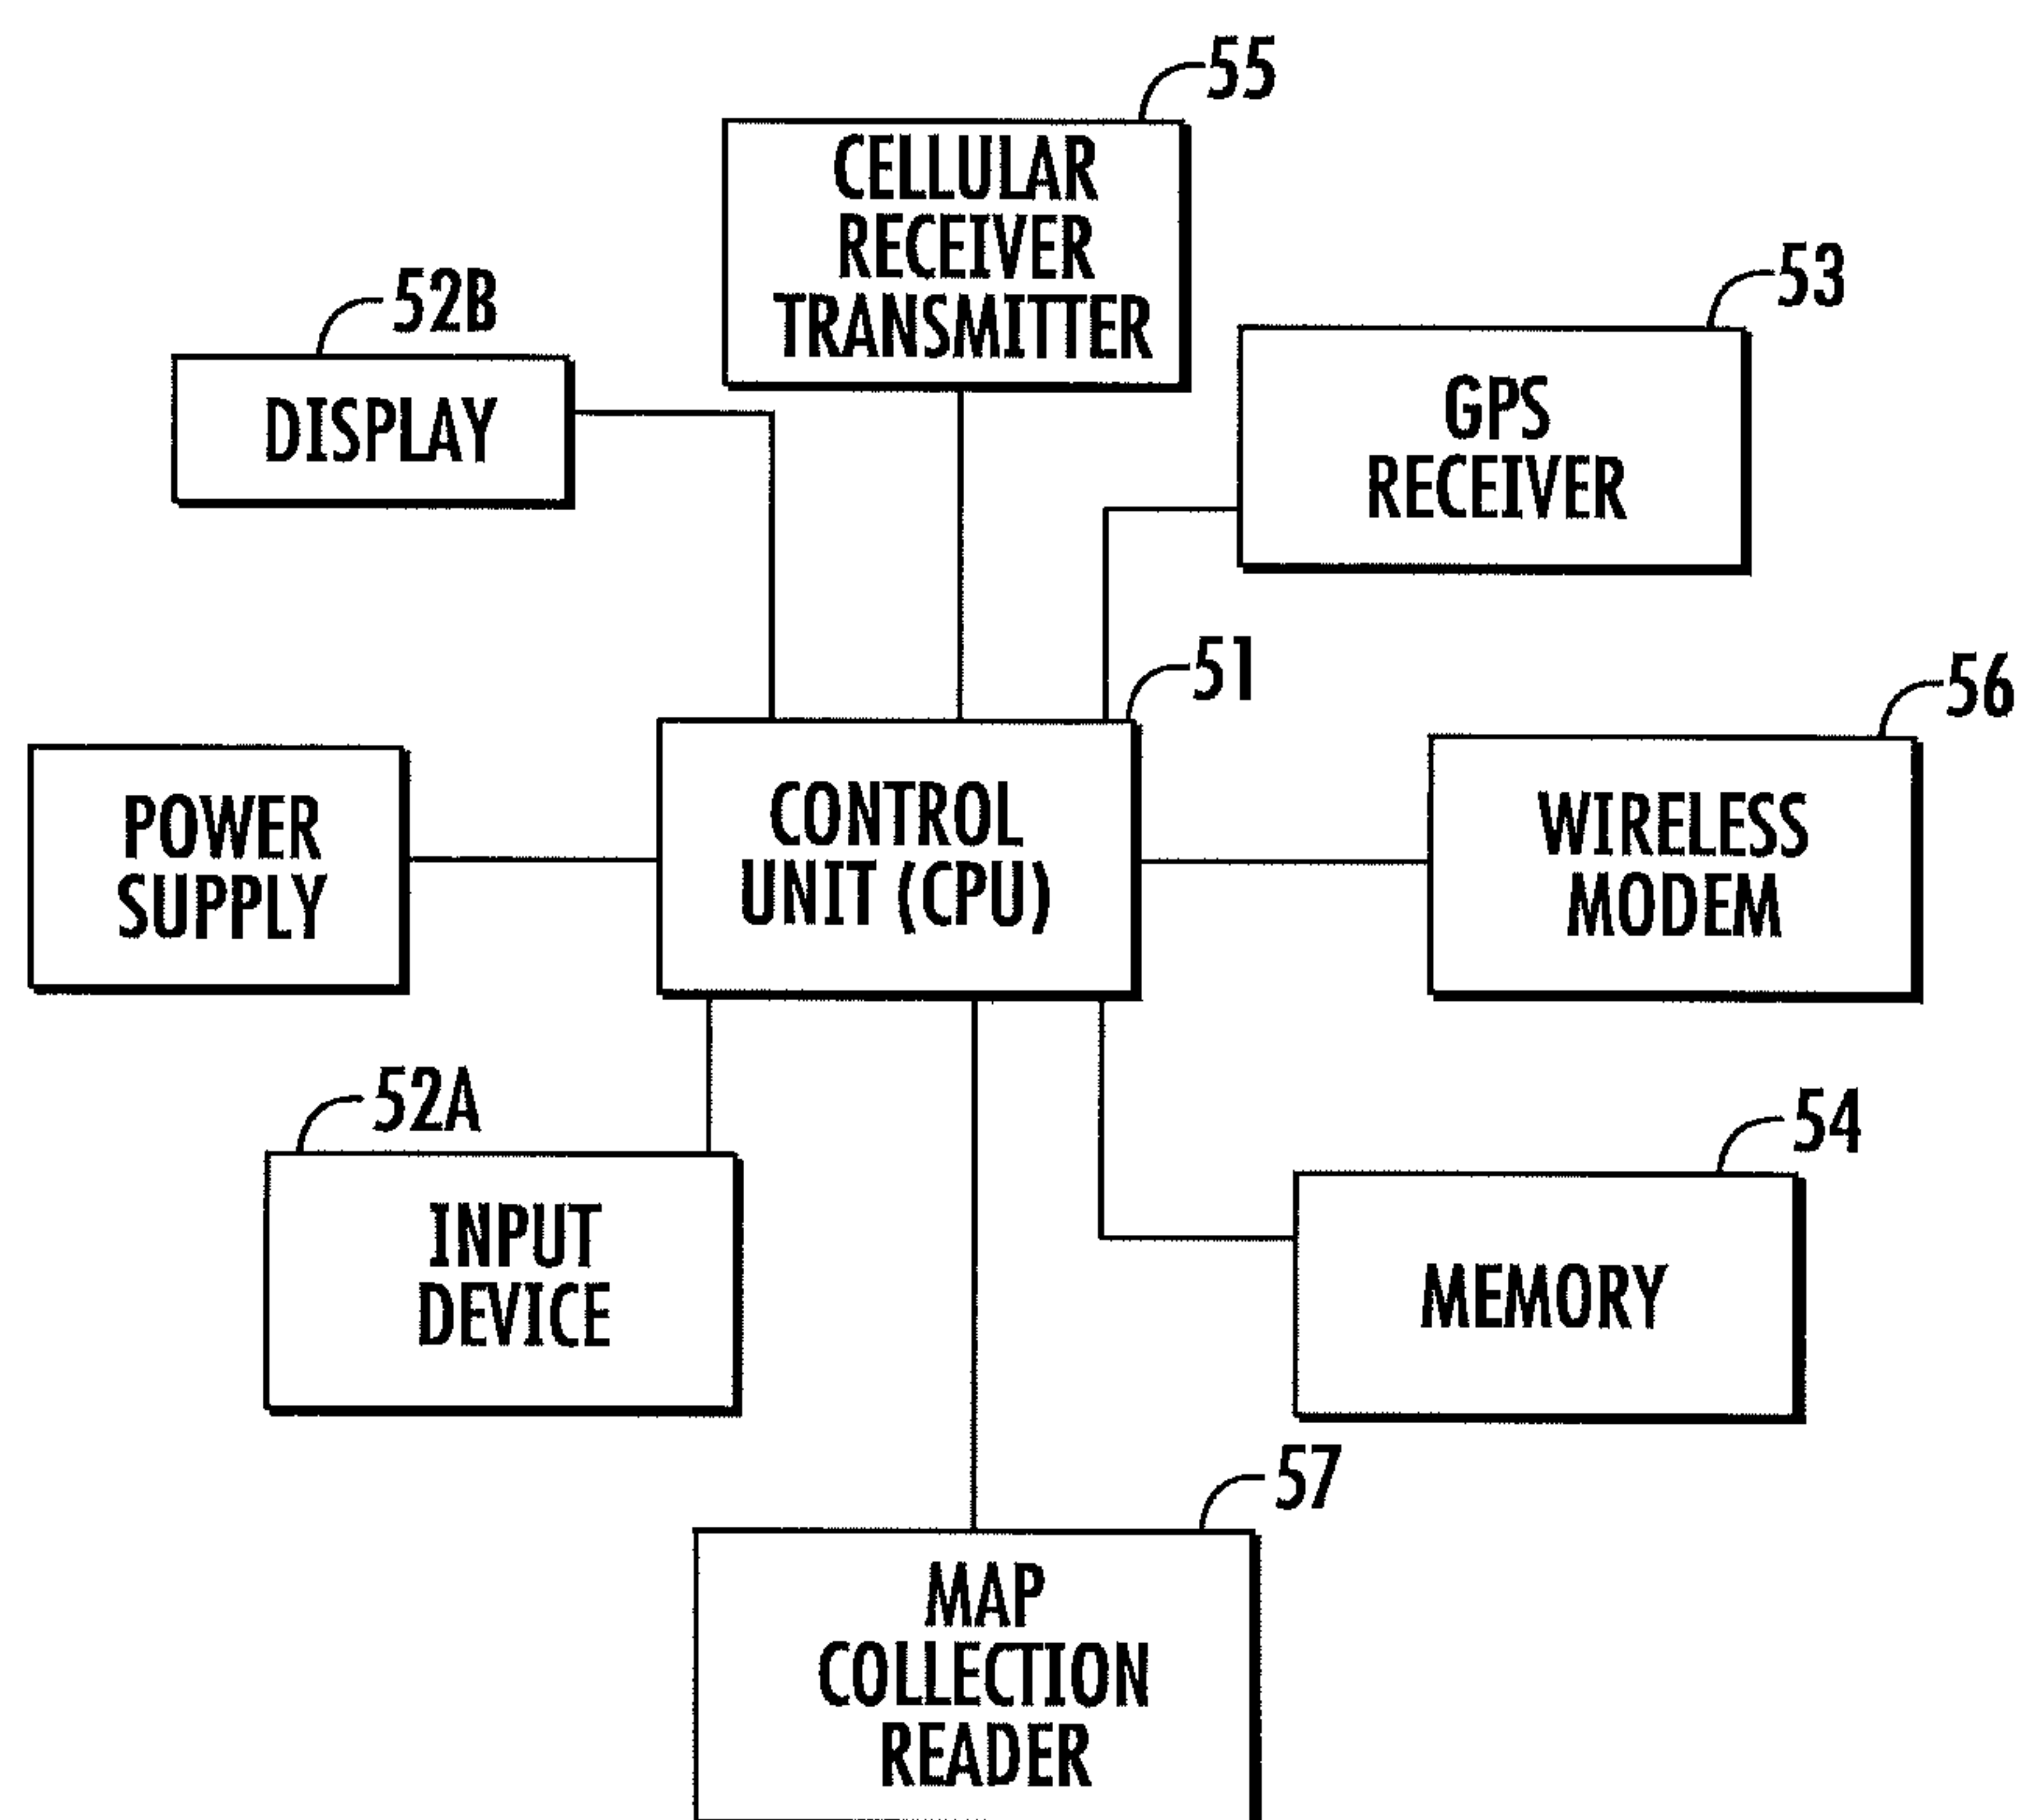 55
CELLULAR
RECEIVER
TRANSMITTER
52B
DISPLAY
53
GPS
RECEIVER
51
CONTROL
UNIT (CPU)
56
WIRELESS
MODEM
POWER
SUPPLY
52A
INPUT
DEVICE
54
MEMORY
57
MAP
COLLECTION
READER